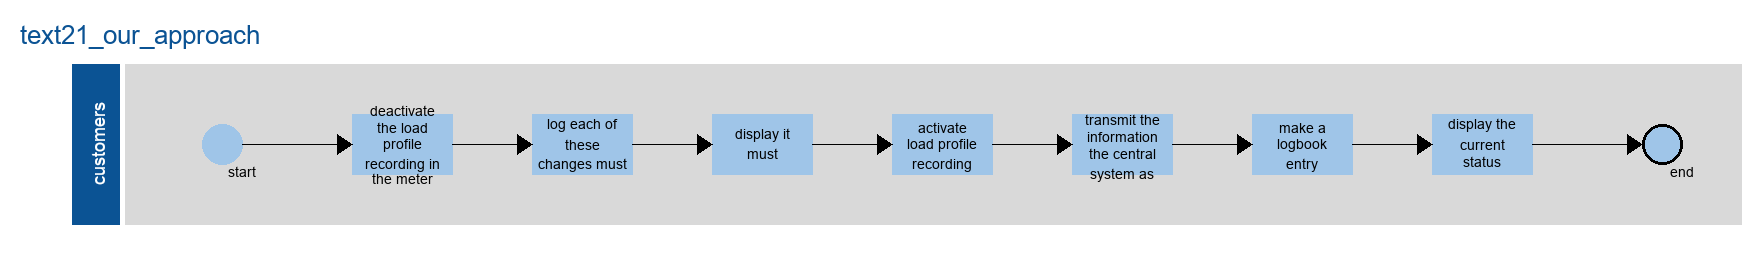 text21_our_approach
customers
start
deactivate
the load
profile
recording in
the meter
log each of
these
changes must
display it
must
activate
load profile
recording
transmit the
information
the central
system as
make a
logbook
entry
display the
current
status
end